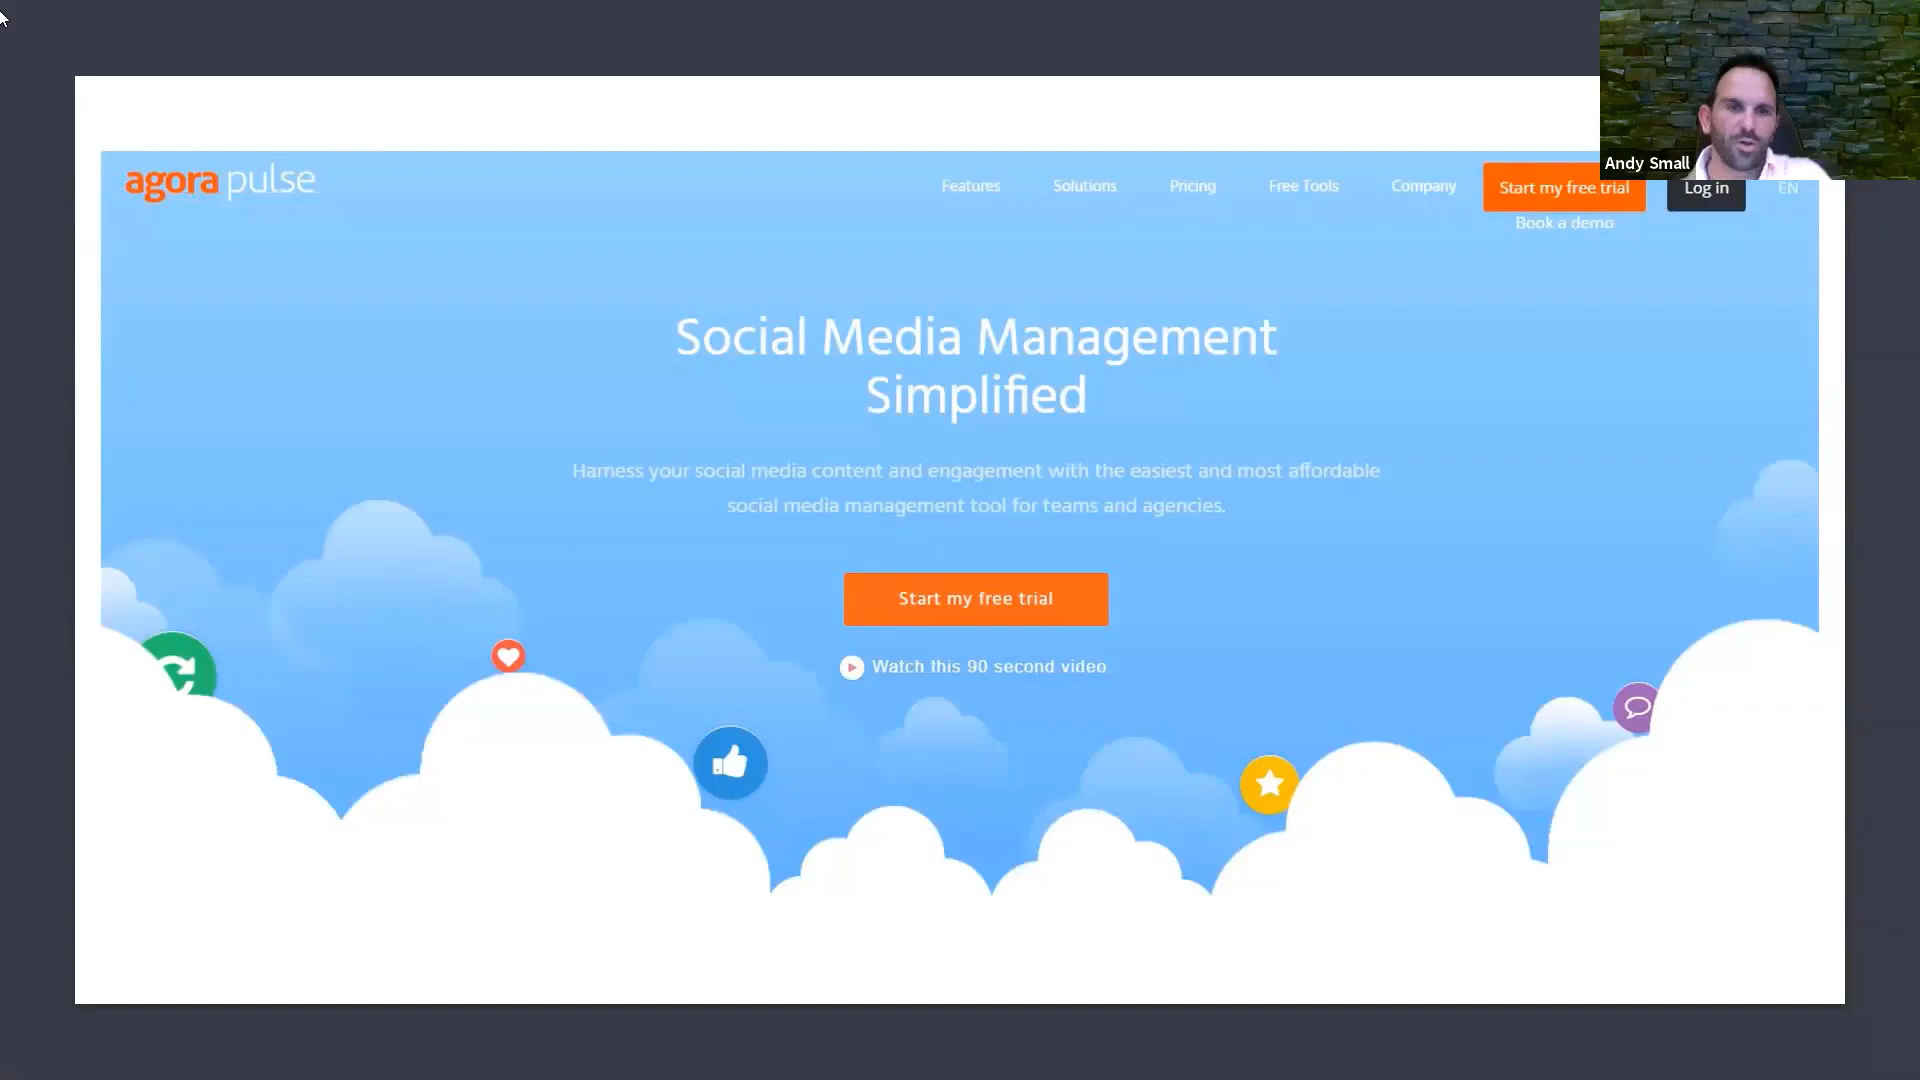 Andy Small
agora pulse
Features
Solutions
Pricing
Free Tools
Company
Start my free trial
Log in
EN
Book a demo
Social Media Management
Simplified
Harness your social media content and engagement with the easiest and most affordable
social media management tool for teams and agencies.
Start my free trial
Watch this 90 second video.